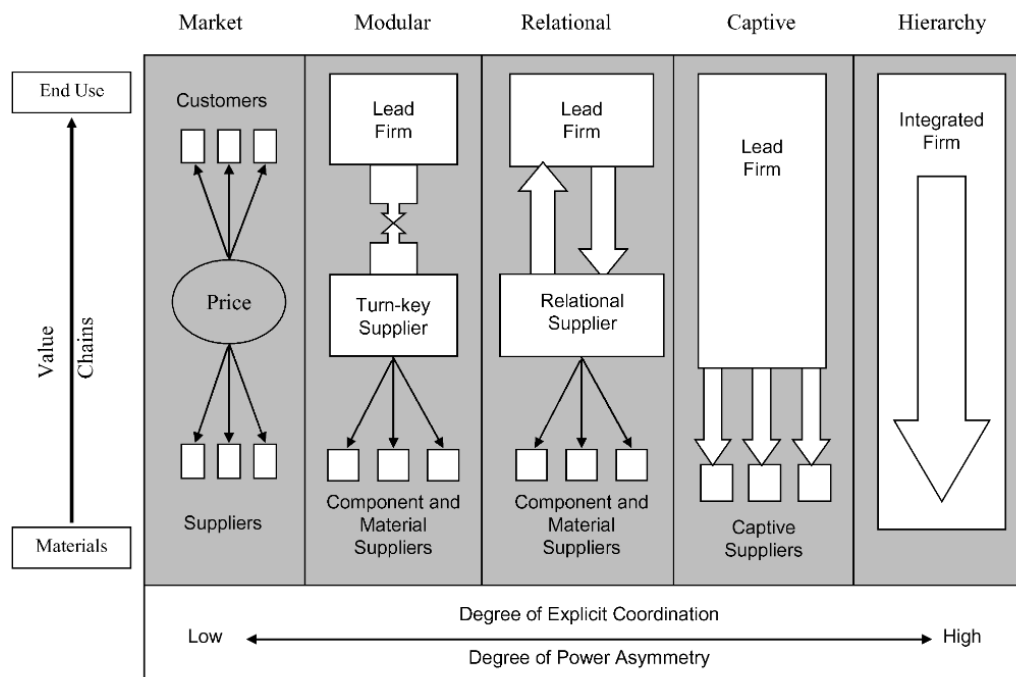 Market
Modular
Relational
Captive
Hierarchy
End Use
Value
Chains
Materials
Customers
Price
Suppliers
Lead
Firm
Turn-key
Supplier
Component and
Material
Suppliers
Lead
Firm
Relational
Supplier
Component and
Material
Suppliers
Lead
Firm
Captive
Suppliers
Integrated
Firm
Degree of Explicit Coordination
Low
High
Degree of Power Asymmetry